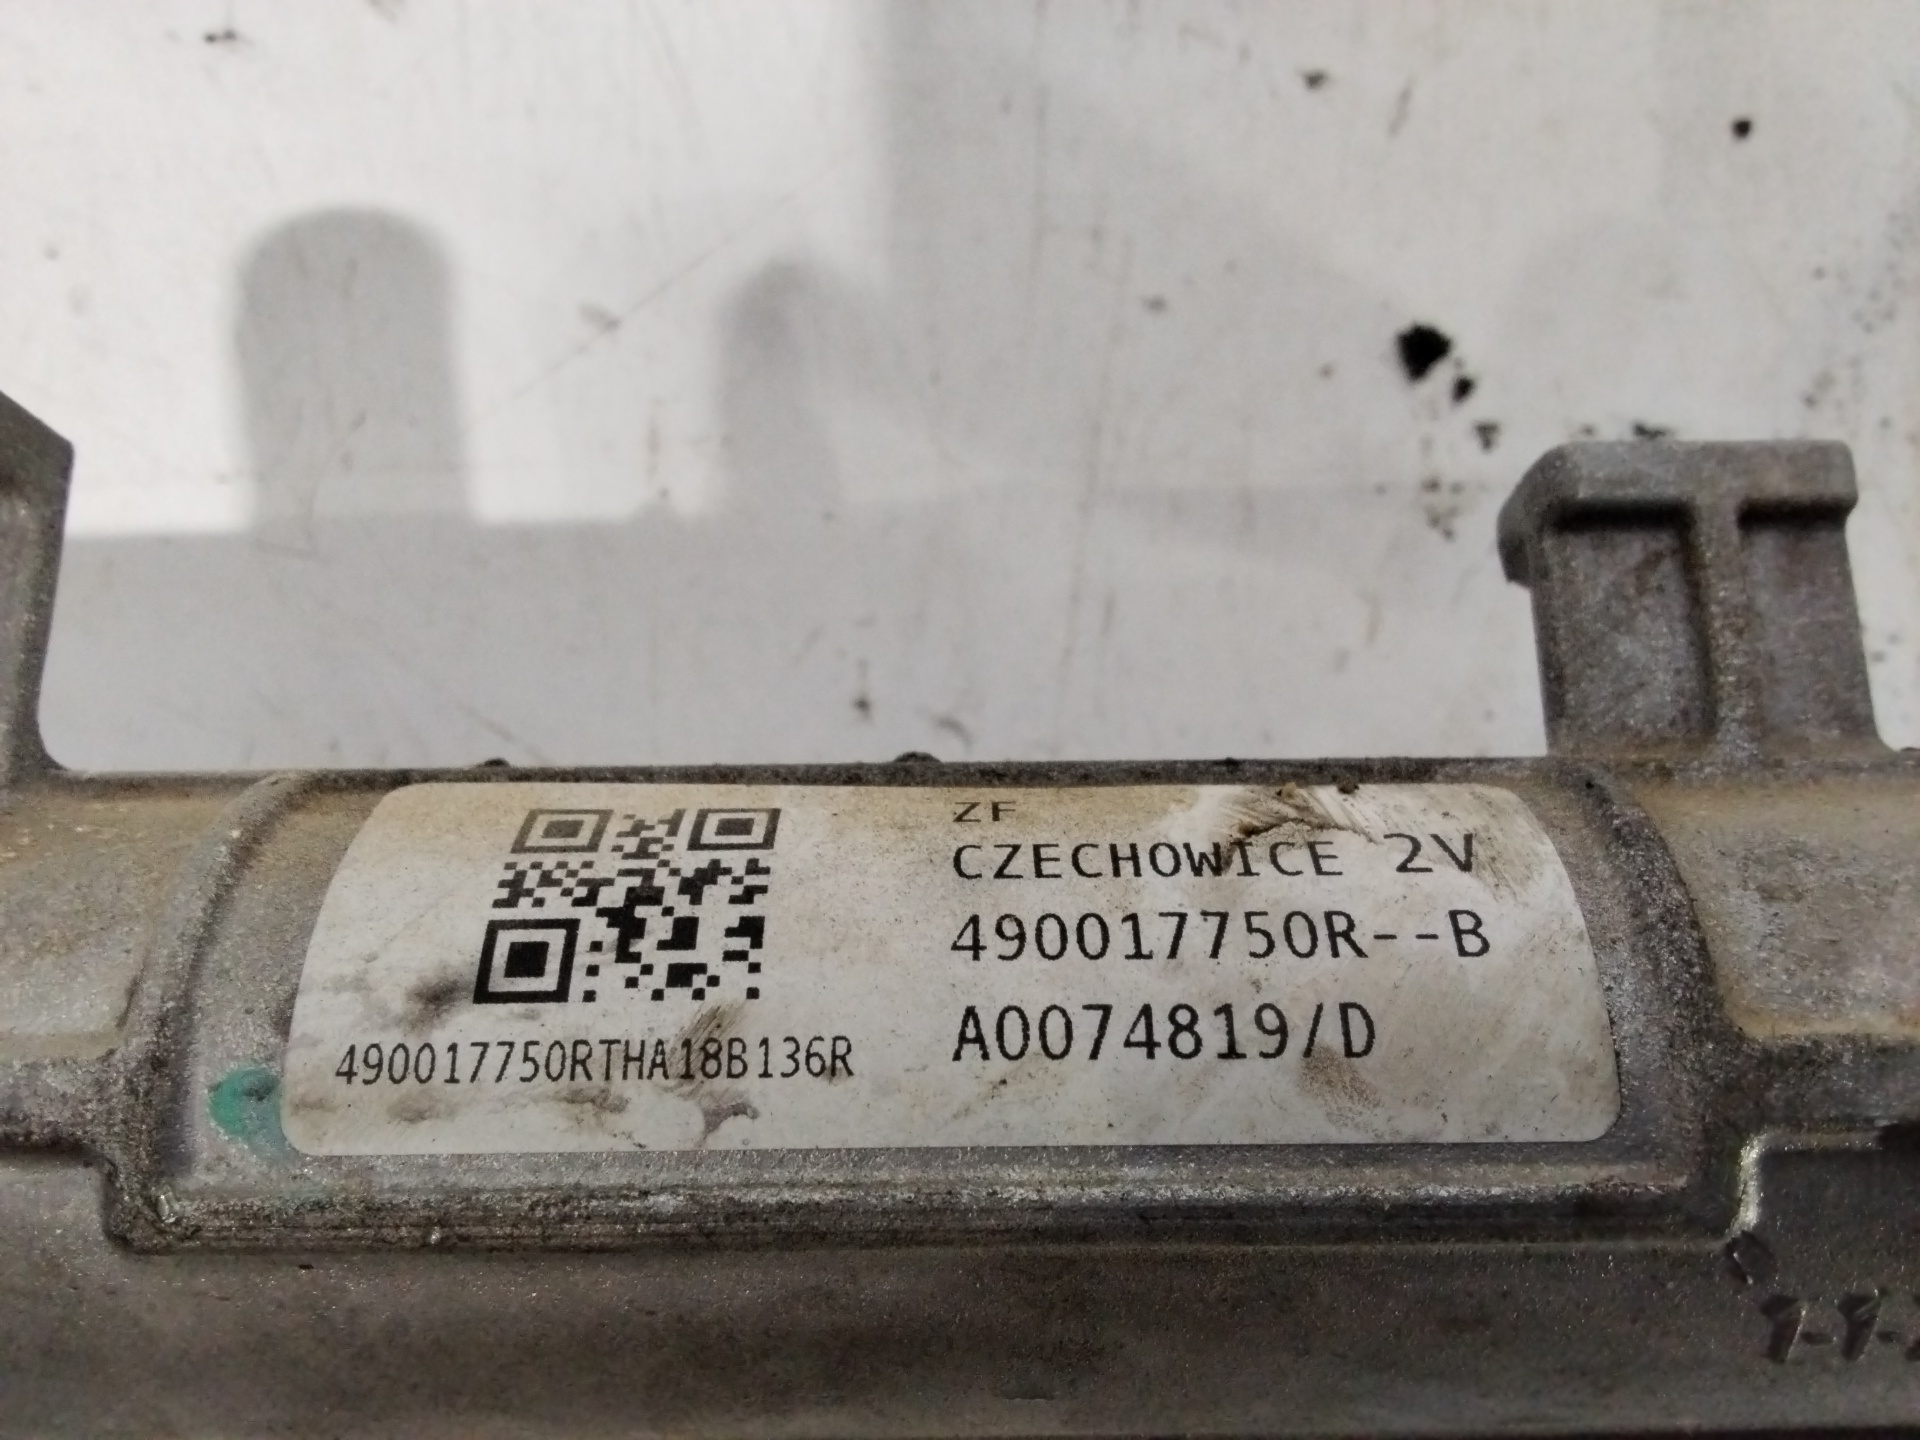 ZF
CZECHOWICE 2V
490017750R--B
A0074819/D
490017750RTHA18B136R